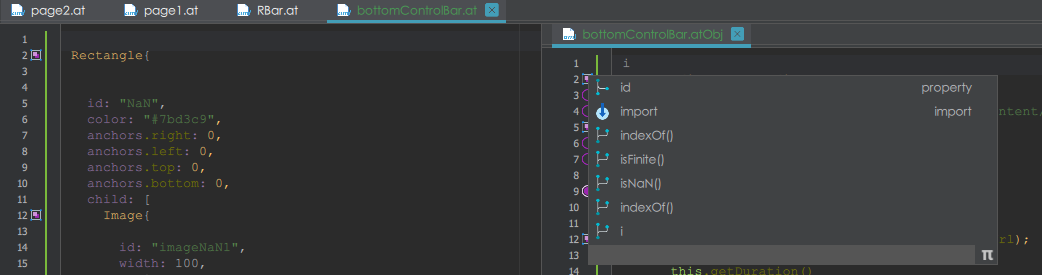 page2.at page1.at RBar.at bottomControlBar.at
1
2 Rectangle{
3
4
5 id: "NaN",
6 color: "#7bd3c9",
7 anchors.right: 0,
8 anchors.left: 0,
9 anchors.top: 0,
10 anchors.bottom: 0,
11 child: [
12 Image{
13
14 id: "imageNaN1",
15 width: 100,
bottomControlBar.atObj
1 i
2
3
4 ntent
5
6
7
8
9
10
11
12 rl);
13
14 this.getDuration()
id property
import import
indexOf()
isFinite()
isNaN()
indexOf()
i
π